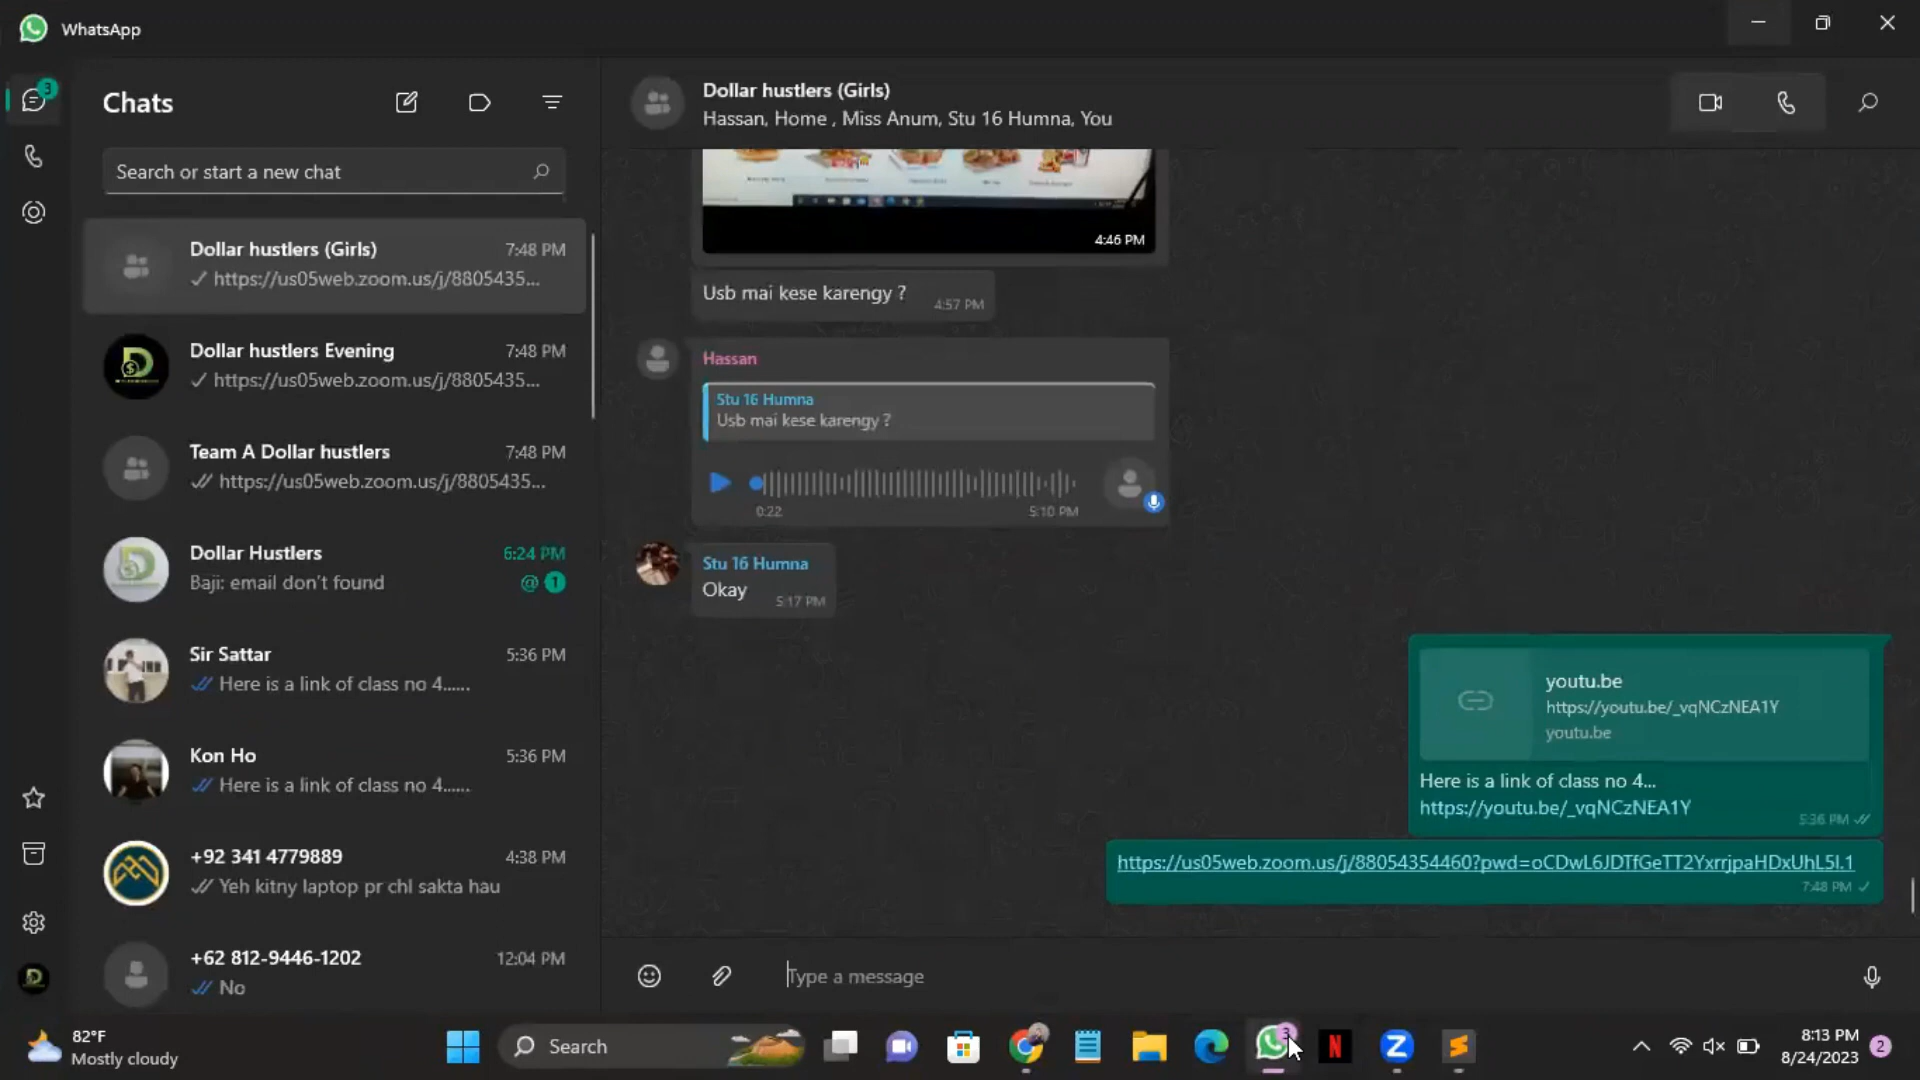 WhatsApp
3
Chats
Search or start a new chat
Dollar hustlers (Girls)
7:48 PM
https://us05web.zoom.us/j/8805435...
Dollar hustlers Evening
7:48 PM
https://us05web.zoom.us/j/8805435...
Team A Dollar hustlers
7:48 PM
https://us05web.zoom.us/j/8805435...
Dollar Hustlers
6:24 PM
Baji: email don't found
@ 1
Sir Sattar
5:36 PM
Here is a link of class no 4......
Kon Ho
5:36 PM
Here is a link of class no 4......
+92 341 4779889
4:38 PM
Yeh kitny laptop pr chl sakta hau
+62 812-9446-1202
12:04 PM
No
Dollar hustlers (Girls)
Hassan, Home , Miss Anum, Stu 16 Humna, You
4:46 PM
Usb mai kese karengy ?
4:57 PM
Hassan
Stu 16 Humna
Usb mai kese karengy ?
0:22
5:10 PM
Stu 16 Humna
Okay
5:17 PM
youtu.be
https://youtu.be/_vqNCzNEA1Y
youtu.be
Here is a link of class no 4...
https://youtu.be/_vqNCzNEA1Y
5:36 PM
https://us05web.zoom.us/j/88054354460?pwd=oCDwL6JDTfGeTT2YxrrjpaHDxUhL5I.1
7:48 PM
Type a message
82°F
Mostly cloudy
Search
3
N
Z
8:13 PM
8/24/2023
2